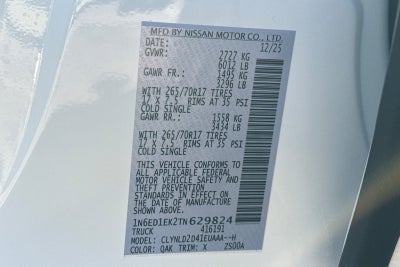 MFD BY NISSAN MOTOR CO., LTD
DATE: 12/25
GVWR: 2727 KG
6012 LB
GAWR FR.: 1495 KG
3296 LB
WITH 265/70R17 TIRES
17 X 7.5 RIMS AT 35 PSI
COLD SINGLE
GAWR RR.: 1558 KG
3434 LB
WITH 265/70R17 TIRES
17 X 7.5 RIMS AT 35 PSI
COLD SINGLE
THIS VEHICLE CONFORMS TO
ALL APPLICABLE FEDERAL
MOTOR VEHICLE SAFETY AND
THEFT PREVENTION
STANDARDS IN EFFECT ON
THE DATE OF MANUFACTURE
SHOWN ABOVE
1N6ED1EK2TN629824
TRUCK 416191
MODEL: CLYNLD2D41EUAAA--H
COLOR: QAK TRIM: X ZS00A